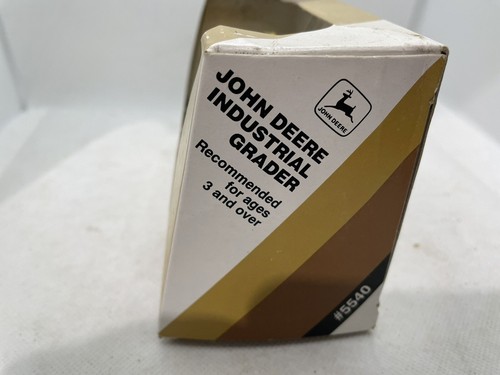 JOHN DEERE
INDUSTRIAL
GRADER
Recommended
for ages
3 and over
JOHN DEERE
#5540